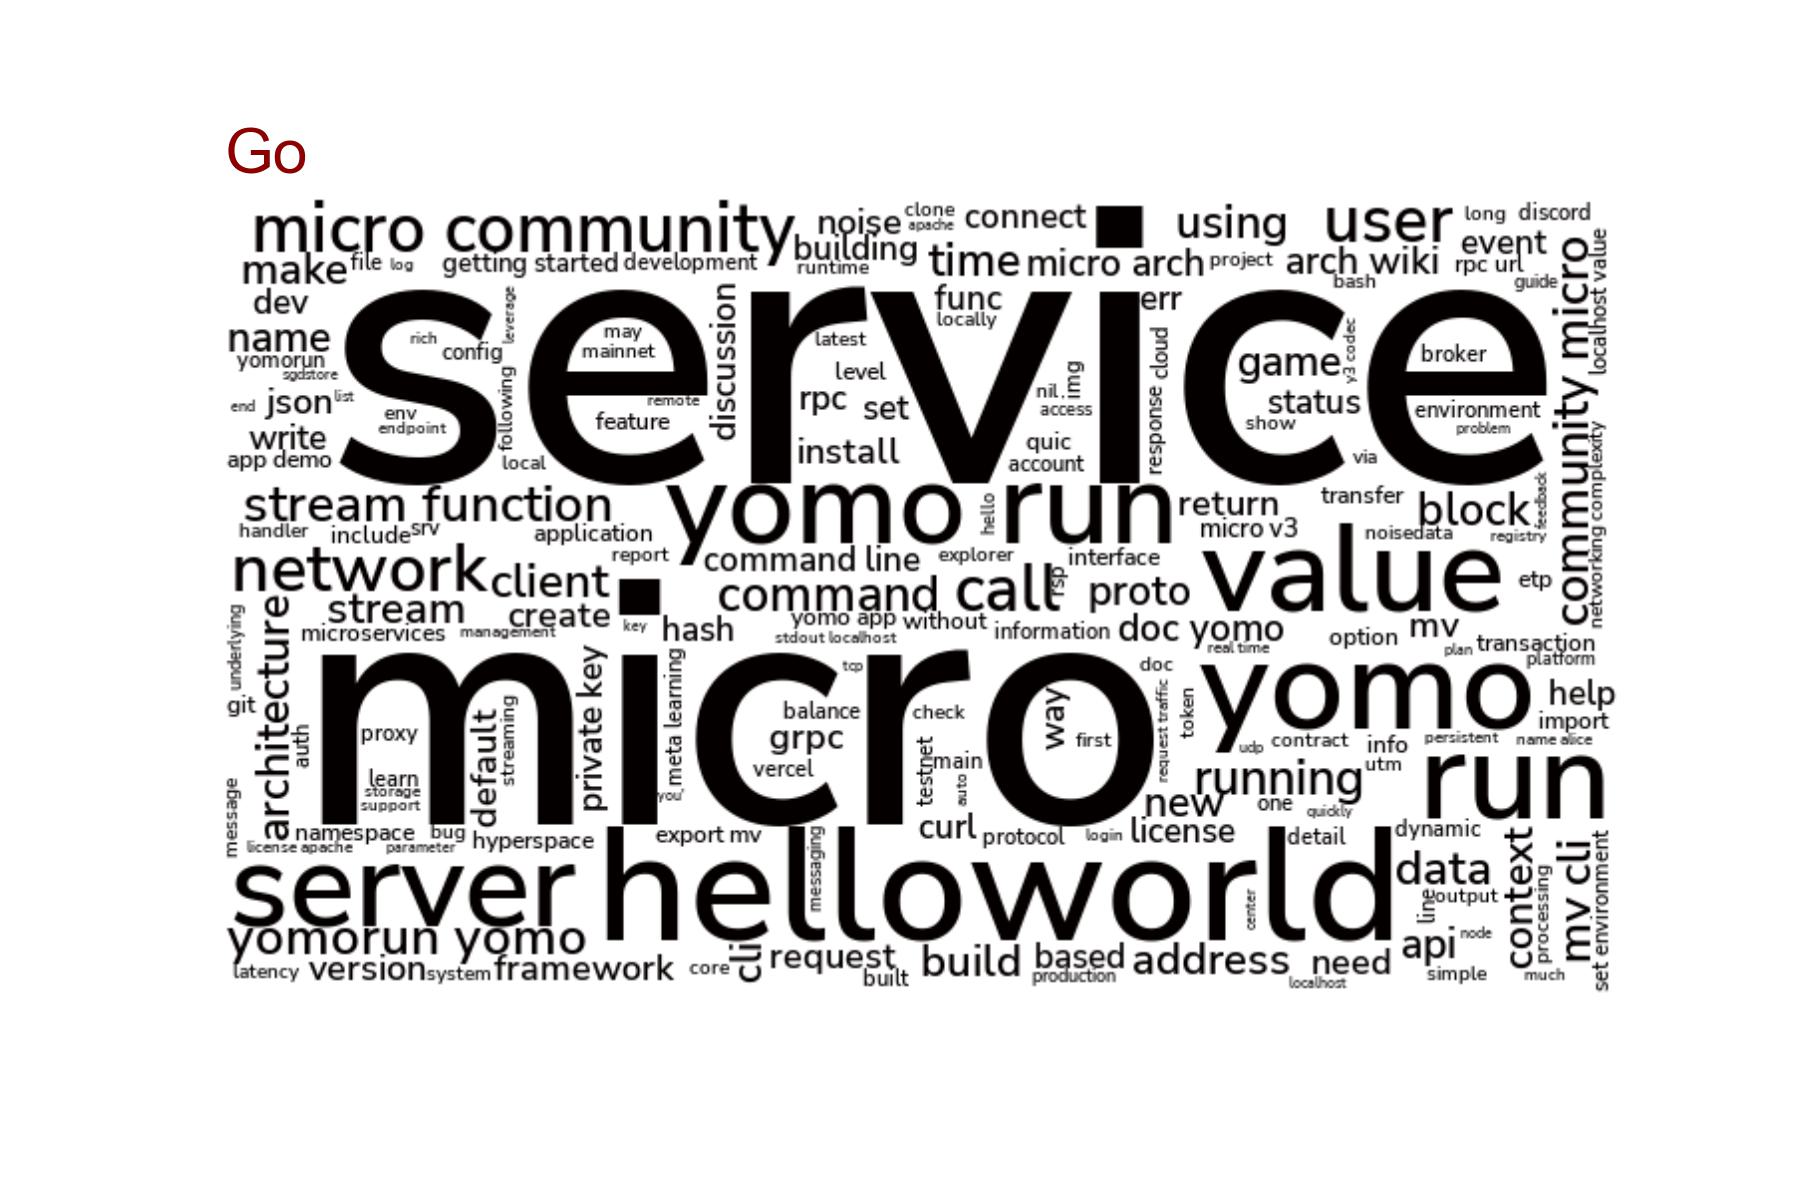 Go
micro community noise clone apache connect using user long discord
make file log getting started development building runtime time micro arch project arch wiki event rpc url
dev func err bash guide
service
name yomorun sgdstore
rich config leverage may mainnet discussion latest locally level cloud game y3 codec broker
end json list env endpoint following remote feature rpc set nil. img access response status show environment problem
write app demo local install quic account via
community micro localhost value
stream function yomo run hello return transfer block feedback
handler include srv application report command line explorer interface micro v3 noisedata registry networking complexity
network client stream create command call rsp proto value etp
underlying architecture microservices management key hash yomo app without stdout localhost information doc yomo real time option mv plan transaction platform
micro
git auth proxy learn storage support default streaming private key meta learning you'
tcp balance grpc vercel check testnet main auto way first doc request traffic token
yomo help import
udp contract info persistent name alice
running utm run
new one quickly
message namespace bug license apache parameter hyperspace export mv curl protocol login license detail dynamic
server helloworld messaging center data line output context processing mv cli set environment
yomorun yomo cli request build based address need api node
latency version system framework core built production localhost simple much